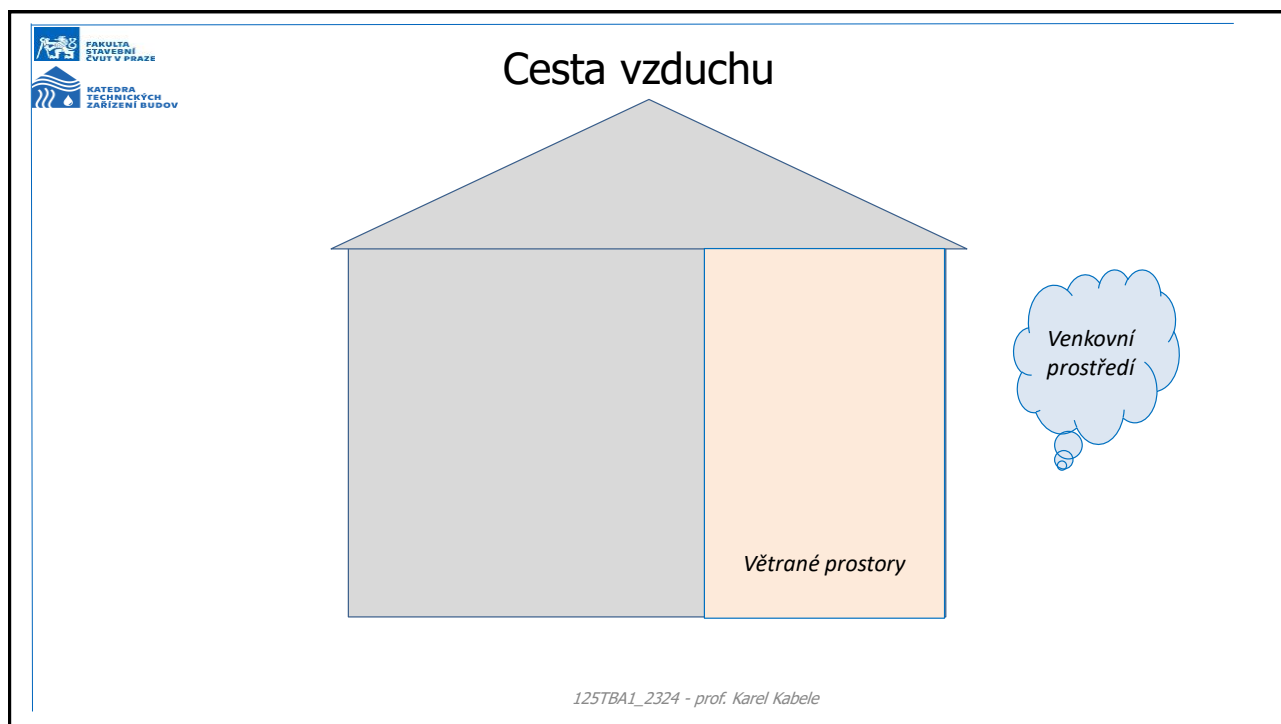 FAKULTA
STAVEBNÍ
ČVUT V PRAZE
KATEDRA
TECHNICKÝCH
ZAŘÍZENÍ BUDOV
Cesta vzduchu
Venkovní
prostředí
Větrané prostory
125TBA1_2324 - prof. Karel Kabele